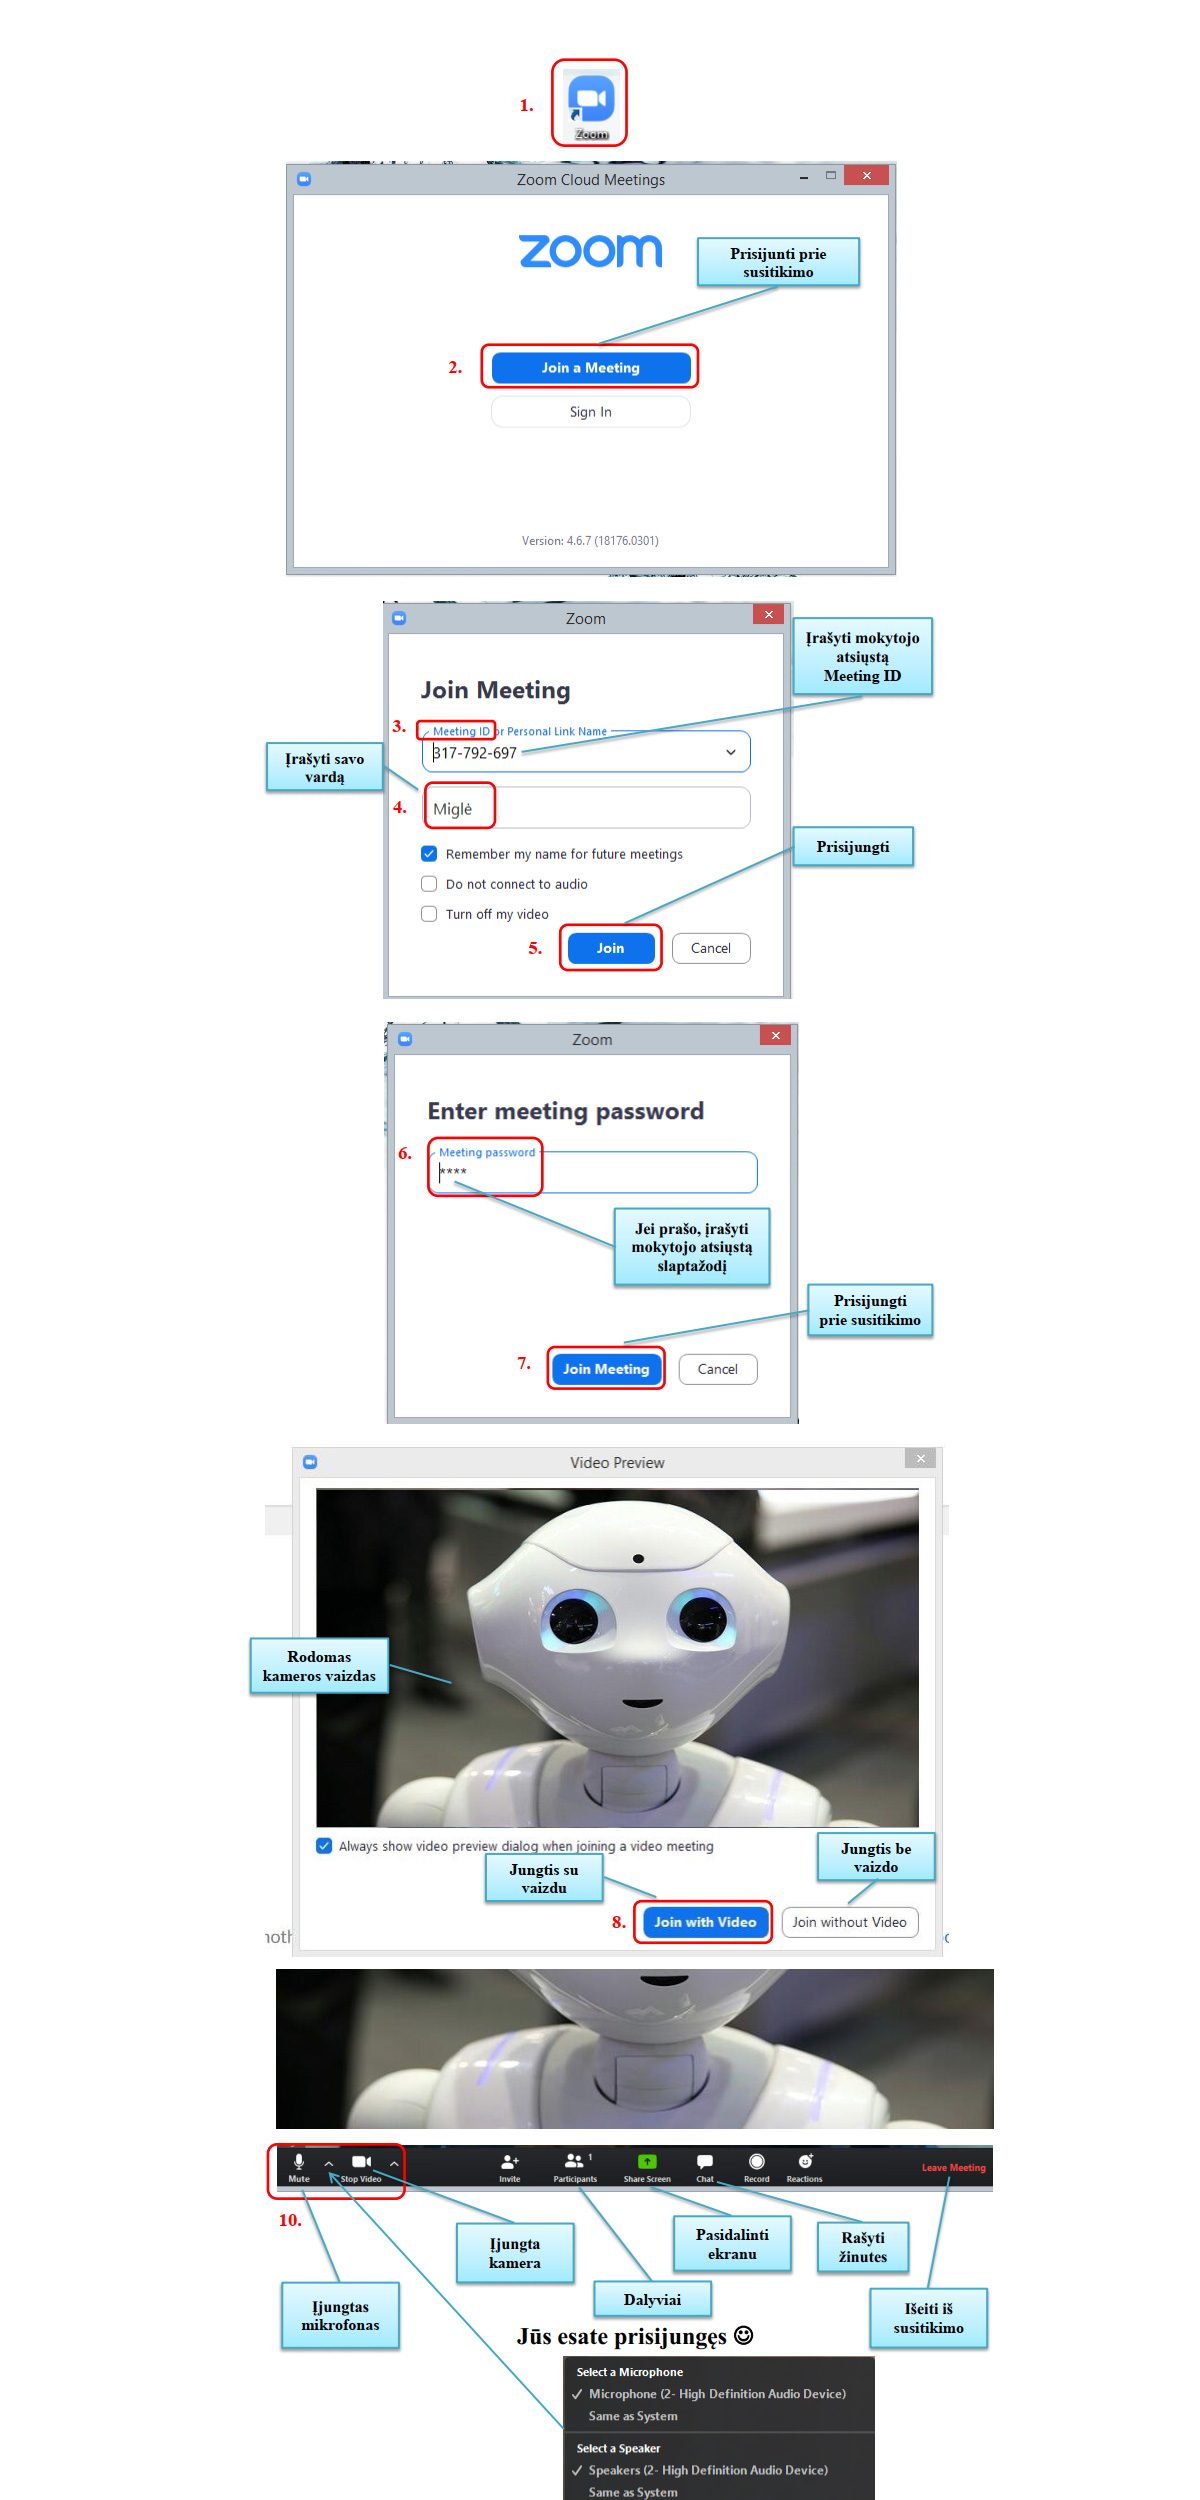 1.
Zoom
Zoom Cloud Meetings
zoom
Prisijunti prie
susitikimo
2.
Join a Meeting
Sign In
Version: 4.6.7 (18176.0301)
Zoom
Įrašyti mokytojo
atsiųstą
Meeting ID
Join Meeting
3.
Meeting ID or Personal Link Name
317-792-697
Įrašyti savo
vardą
4.
Miglė
Prisijungti
Remember my name for future meetings
Do not connect to audio
Turn off my video
5.
Join
Cancel
Zoom
Enter meeting password
6.
Meeting password
****
Jei prašo, įrašyti
mokytojo atsiųstą
slaptažodį
Prisijungti
prie susitikimo
7.
Join Meeting
Cancel
Video Preview
Rodomas
kameros vaizdas
Always show video preview dialog when joining a video meeting
Jungtis be
vaizdo
Jungtis su
vaizdu
8.
Join with Video
Join without Video
Mute
Stop Video
Invite
1
Participants
Share Screen
Chat
Record
Reactions
Leave Meeting
10.
Įjungta
kamera
Pasidalinti
ekranu
Rašyti
žinutes
Įjungtas
mikrofonas
Dalyviai
Išeiti iš
susitikimo
Jūs esate prisijungęs ☺
Select a Microphone
✓ Microphone (2- High Definition Audio Device)
Same as System
Select a Speaker
✓ Speakers (2- High Definition Audio Device)
Same as System